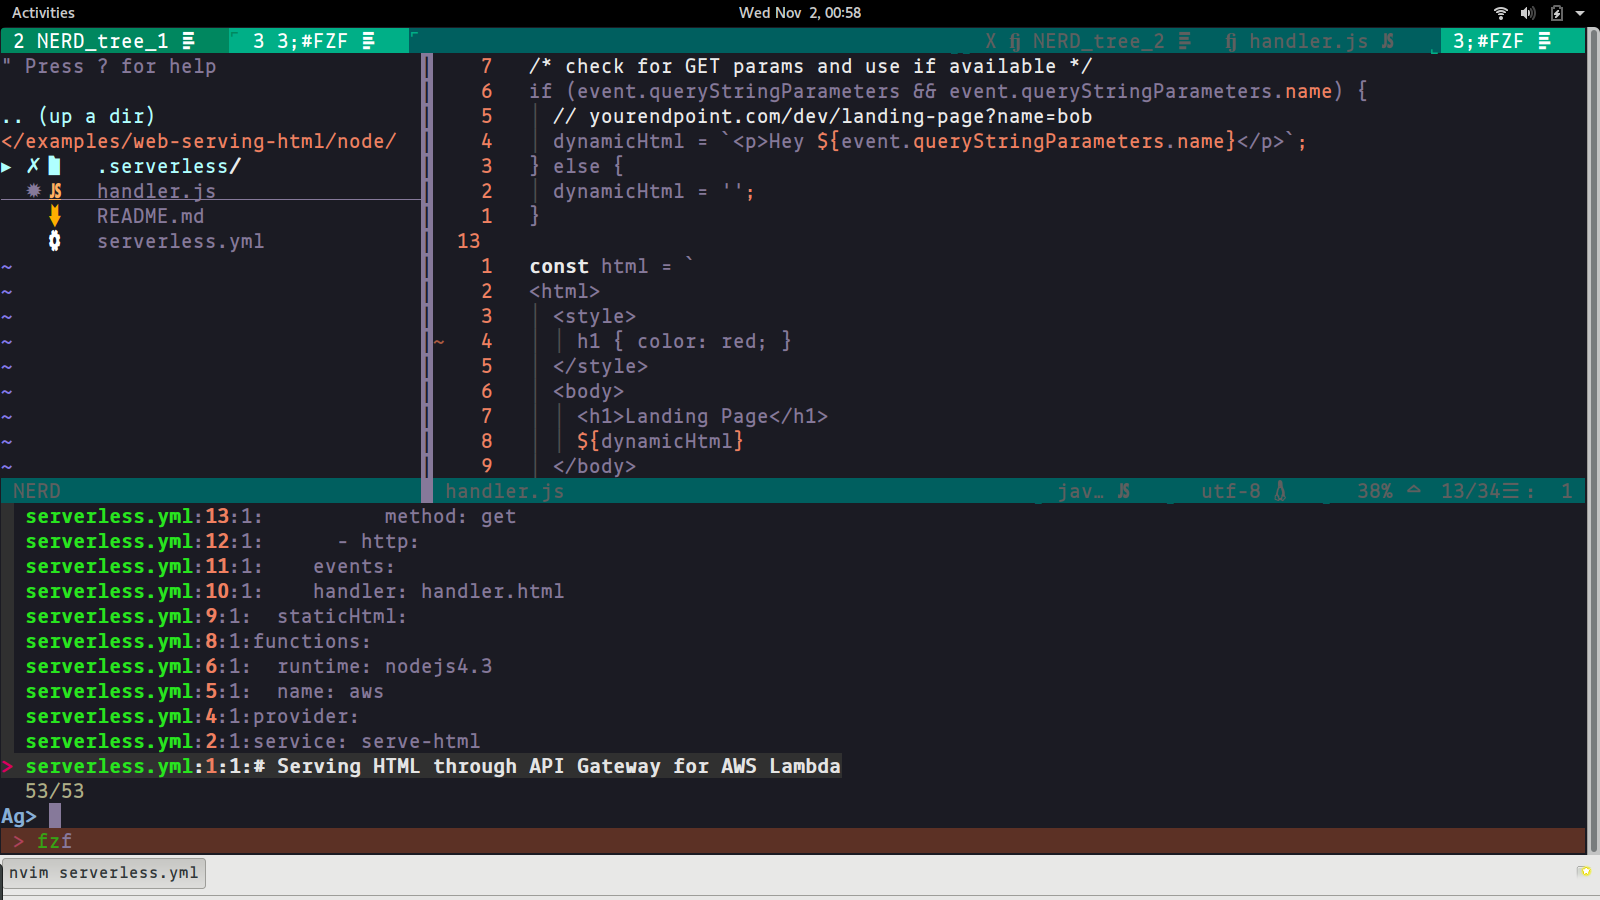 Activities
Wed Nov 2, 00:58
2 NERD_tree_1
3 3;#FZF
X
NERD_tree_2
handler.js JS
3;#FZF
" Press ? for help
.. (up a dir)
</examples/web-serving-html/node/
▸ ✗ .serverless/
JS handler.js
README.md
serverless.yml
~
~
~
~
~
~
~
~
~
7 /* check for GET params and use if available */
6 if (event.queryStringParameters && event.queryStringParameters.name) {
5 // yourendpoint.com/dev/landing-page?name=bob
4 dynamicHtml = `<p>Hey ${event.queryStringParameters.name}</p>`;
3 } else {
2 dynamicHtml = '';
1 }
13
1 const html = `
2 <html>
3 <style>
~ 4 h1 { color: red; }
5 </style>
6 <body>
7 <h1>Landing Page</h1>
8 ${dynamicHtml}
9 </body>
NERD
handler.js
jav… JS
utf-8
38%
13/34☰ : 1
serverless.yml:13:1: method: get
serverless.yml:12:1: - http:
serverless.yml:11:1: events:
serverless.yml:10:1: handler: handler.html
serverless.yml:9:1: staticHtml:
serverless.yml:8:1:functions:
serverless.yml:6:1: runtime: nodejs4.3
serverless.yml:5:1: name: aws
serverless.yml:4:1:provider:
serverless.yml:2:1:service: serve-html
> serverless.yml:1:1:# Serving HTML through API Gateway for AWS Lambda
53/53
Ag>
> fzf
nvim serverless.yml